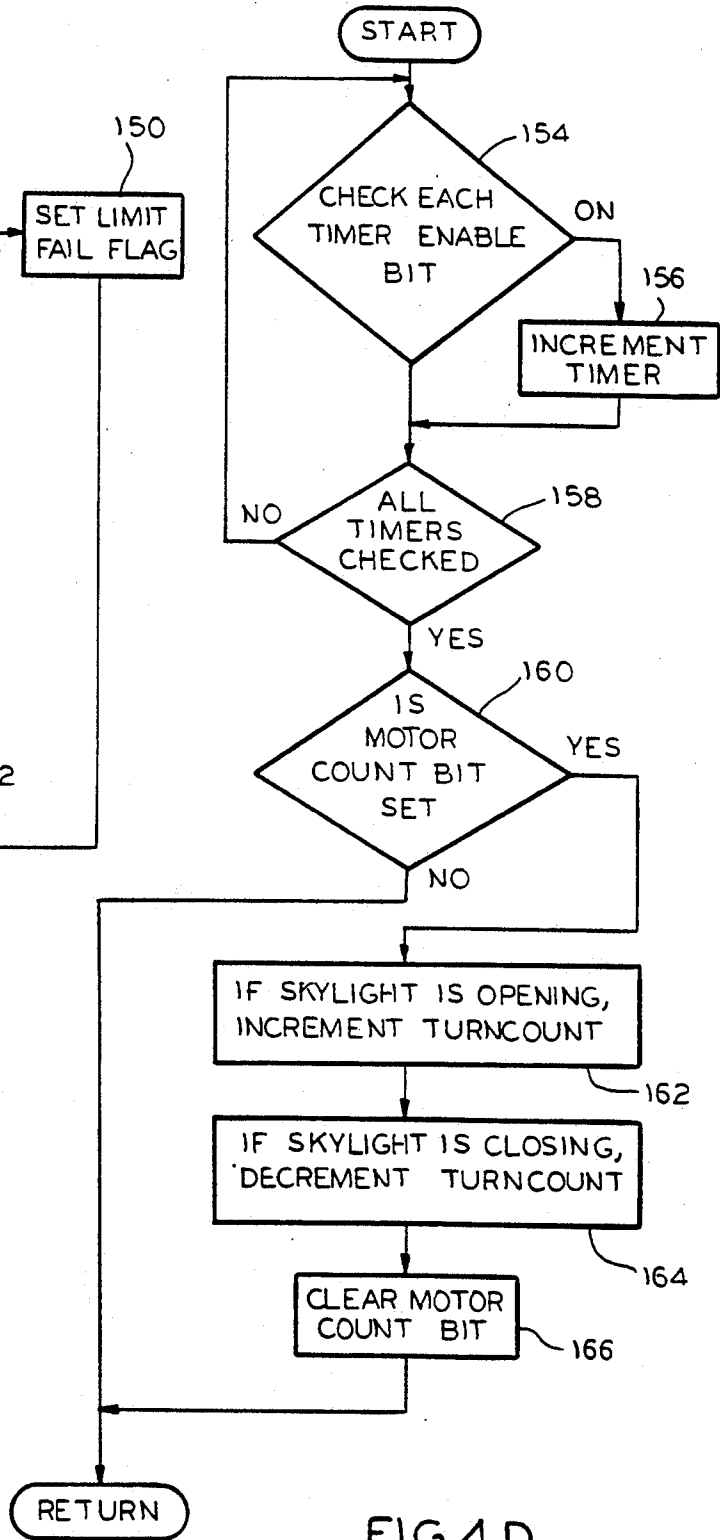 START
150
154
SET LIMIT
FAIL FLAG
CHECK EACH
TIMER ENABLE
BIT
ON
156
INCREMENT
TIMER
NO
ALL
TIMERS
CHECKED
158
YES
160
IS
MOTOR
COUNT BIT
SET
YES
2
NO
IF SKYLIGHT IS OPENING,
INCREMENT TURNCOUNT
162
IF SKYLIGHT IS CLOSING,
DECREMENT TURNCOUNT
164
CLEAR MOTOR
COUNT BIT
166
RETURN
FIG.4D